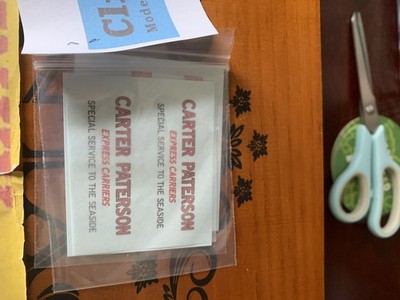 CARTER PATERSON
EXPRESS CARRIERS
SPECIAL SERVICE TO THE SEASIDE
CARTER PATERSON
EXPRESS CARRIERS
SPECIAL SERVICE TO THE SEASIDE